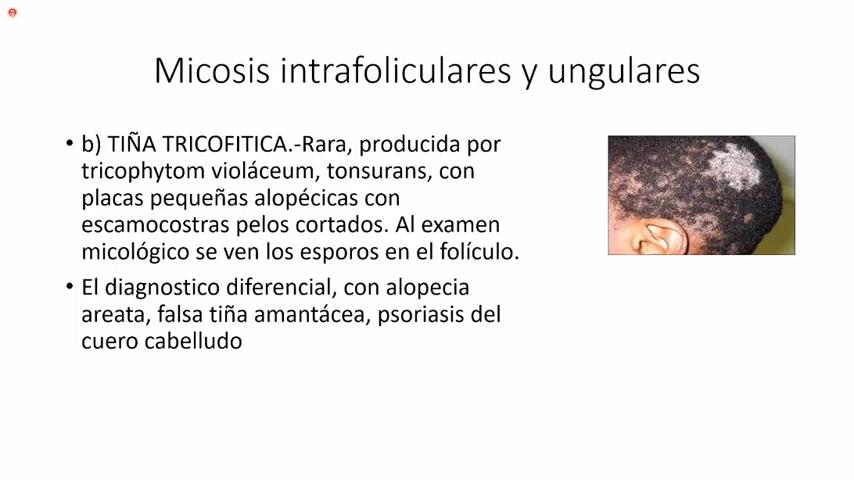 Micosis intrafoliculares y ungulares
• b) TIÑA TRICOFITICA.-Rara, producida por
tricophytom violáceum, tonsurans, con
placas pequeñas alopécicas con
escamocostras pelos cortados. Al examen
micológico se ven los esporos en el folículo.
• El diagnostico diferencial, con alopecia
areata, falsa tiña amantácea, psoriasis del
cuero cabelludo